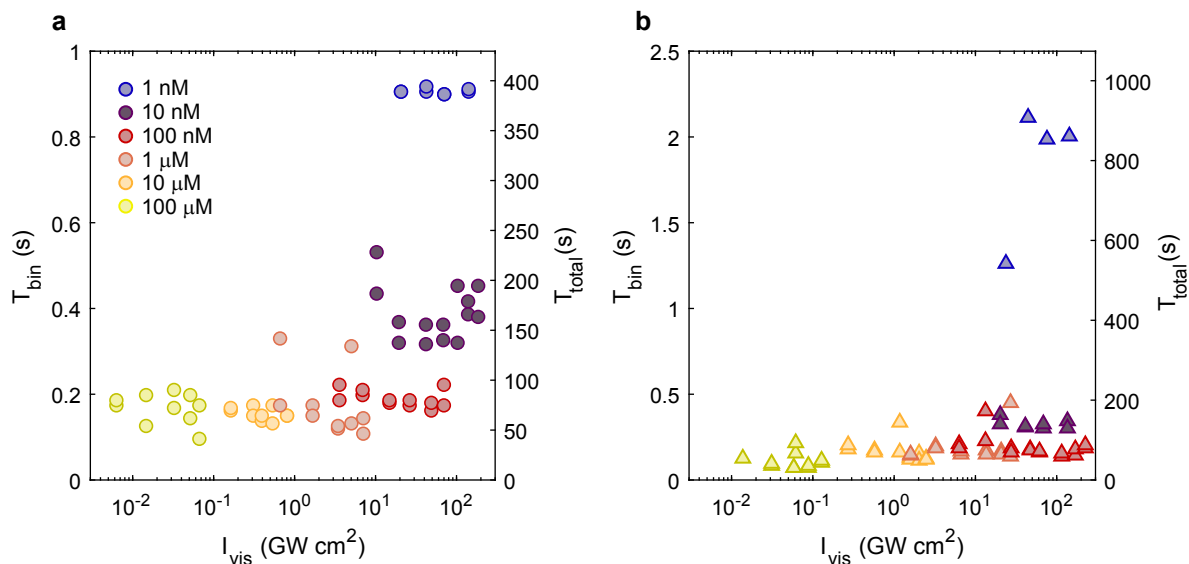 a
1
0.8
0.6
0.4
0.2
0
T_bin (s)
1 nM
10 nM
100 nM
1 μM
10 μM
100 μM
400
350
300
250
200
150
100
50
0
T_total (s)
10^-2 10^-1 10^0 10^1 10^2
I_vis (GW cm^2)
b
2.5
2
1.5
1
0.5
0
T_bin (s)
1000
800
600
400
200
0
T_total (s)
10^-2 10^-1 10^0 10^1 10^2
I_vis (GW cm^2)